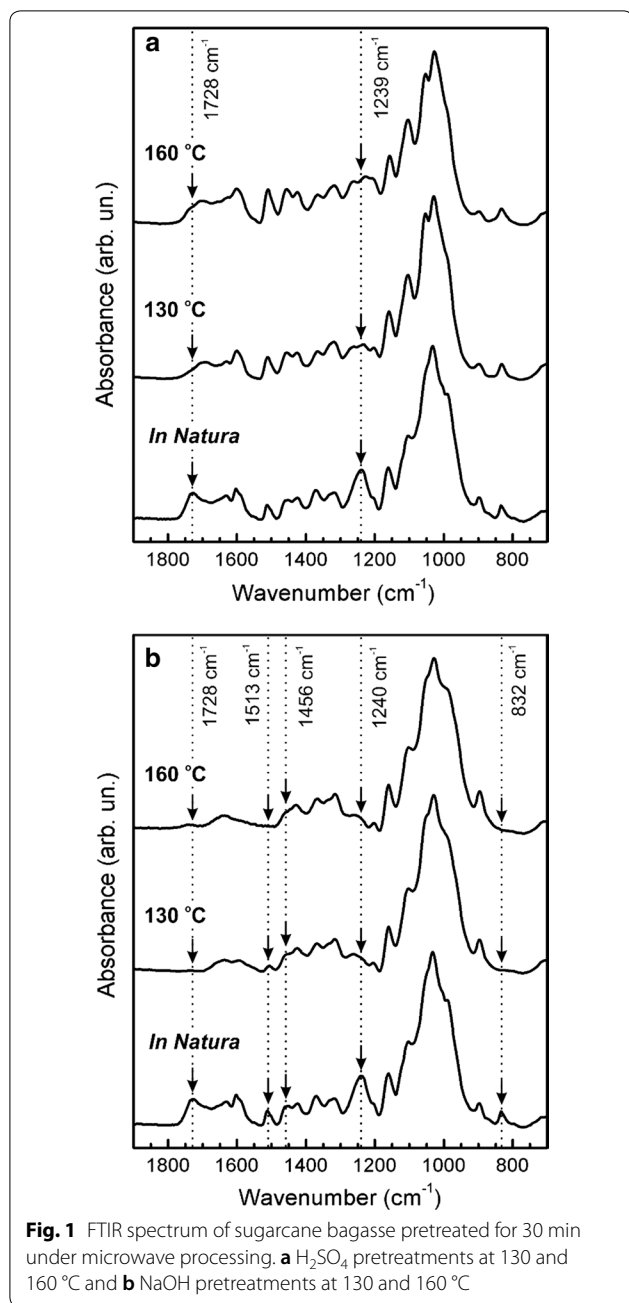 a
1728 cm⁻¹
1239 cm⁻¹
160 °C
130 °C
In Natura
Absorbance (arb. un.)
1800 1600 1400 1200 1000 800
Wavenumber (cm⁻¹)
b
1728 cm⁻¹
1513 cm⁻¹
1456 cm⁻¹
1240 cm⁻¹
832 cm⁻¹
160 °C
130 °C
In Natura
Absorbance (arb. un.)
1800 1600 1400 1200 1000 800
Wavenumber (cm⁻¹)
Fig. 1 FTIR spectrum of sugarcane bagasse pretreated for 30 min
under microwave processing. a H₂SO₄ pretreatments at 130 and
160 °C and b NaOH pretreatments at 130 and 160 °C